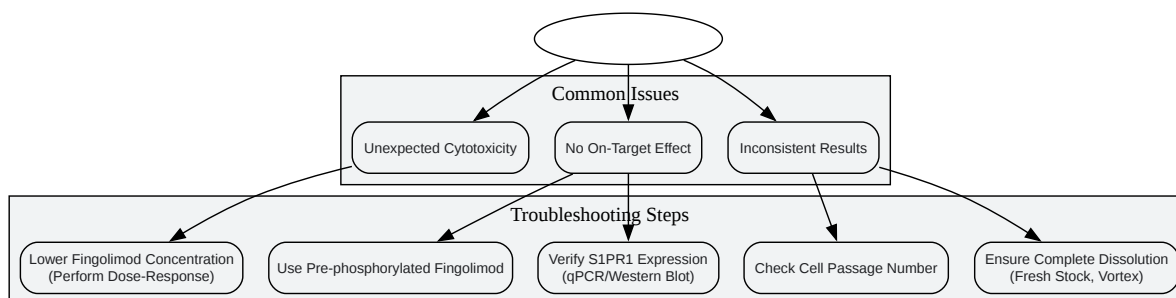 Common Issues
Unexpected Cytotoxicity
No On-Target Effect
Inconsistent Results
Troubleshooting Steps
Lower Fingolimod Concentration
(Perform Dose-Response)
Use Pre-phosphorylated Fingolimod
Verify S1PR1 Expression
(qPCR/Western Blot)
Check Cell Passage Number
Ensure Complete Dissolution
(Fresh Stock, Vortex)